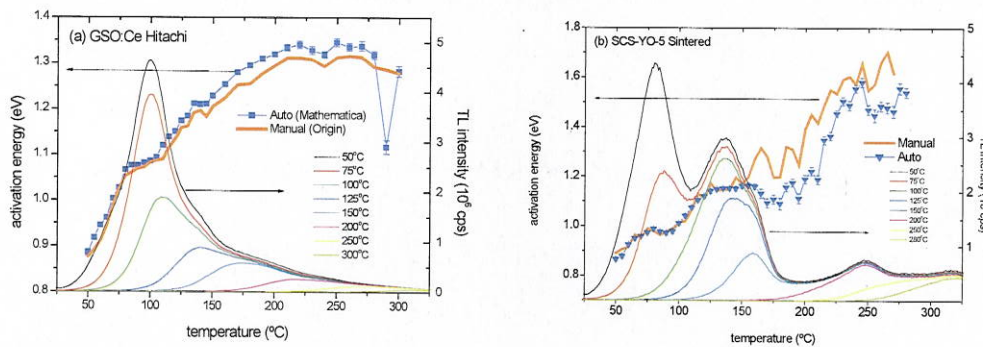 (a) GSO:Ce Hitachi
1.4
1.3
1.2
1.1
1.0
0.9
0.8
activation energy (eV)
Auto (Mathematica)
Manual (Origin)
50°C
75°C
100°C
125°C
150°C
200°C
250°C
300°C
5
4
3
2
1
0
TL intensity (10⁶ cps)
0 50 100 150 200 250 300
temperature (ºC)
(b) SCS-YO-5 Sintered
1.8
1.6
1.4
1.2
1.0
0.8
activation energy (eV)
Manual
Auto
50°C
75°C
100°C
125°C
150°C
200°C
250°C
280°C
5
4
3
2
1
0 50 100 150 200 250 300
temperature (ºC)